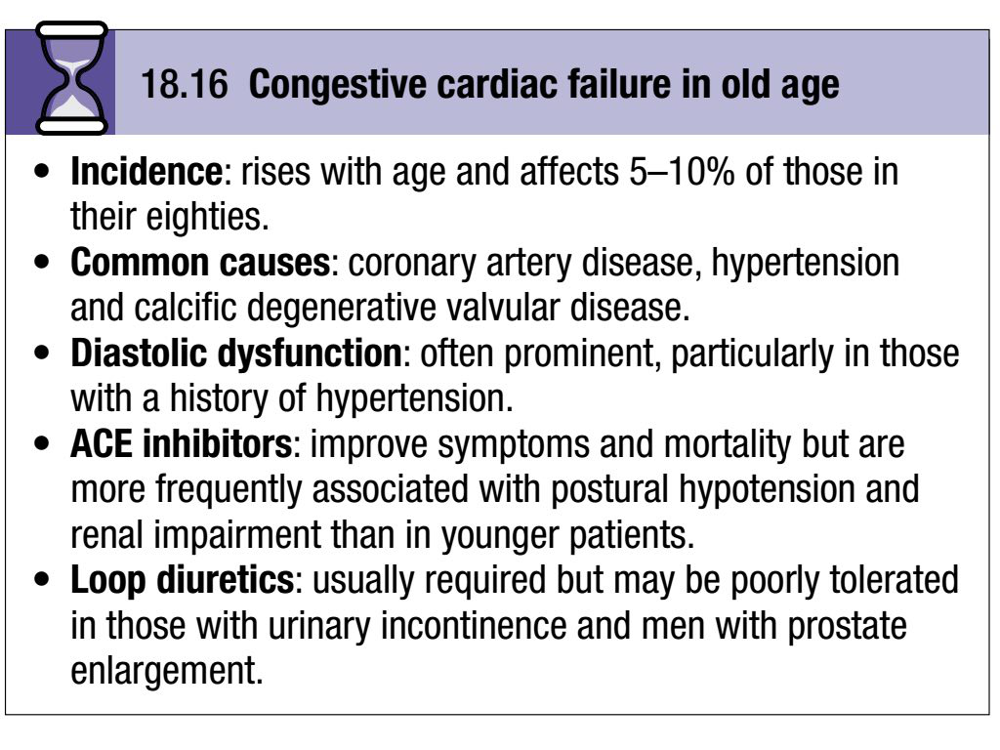 18.16 Congestive cardiac failure in old age
• Incidence: rises with age and affects 5–10% of those in
their eighties.
• Common causes: coronary artery disease, hypertension
and calcific degenerative valvular disease.
• Diastolic dysfunction: often prominent, particularly in those
with a history of hypertension.
• ACE inhibitors: improve symptoms and mortality but are
more frequently associated with postural hypotension and
renal impairment than in younger patients.
• Loop diuretics: usually required but may be poorly tolerated
in those with urinary incontinence and men with prostate
enlargement.